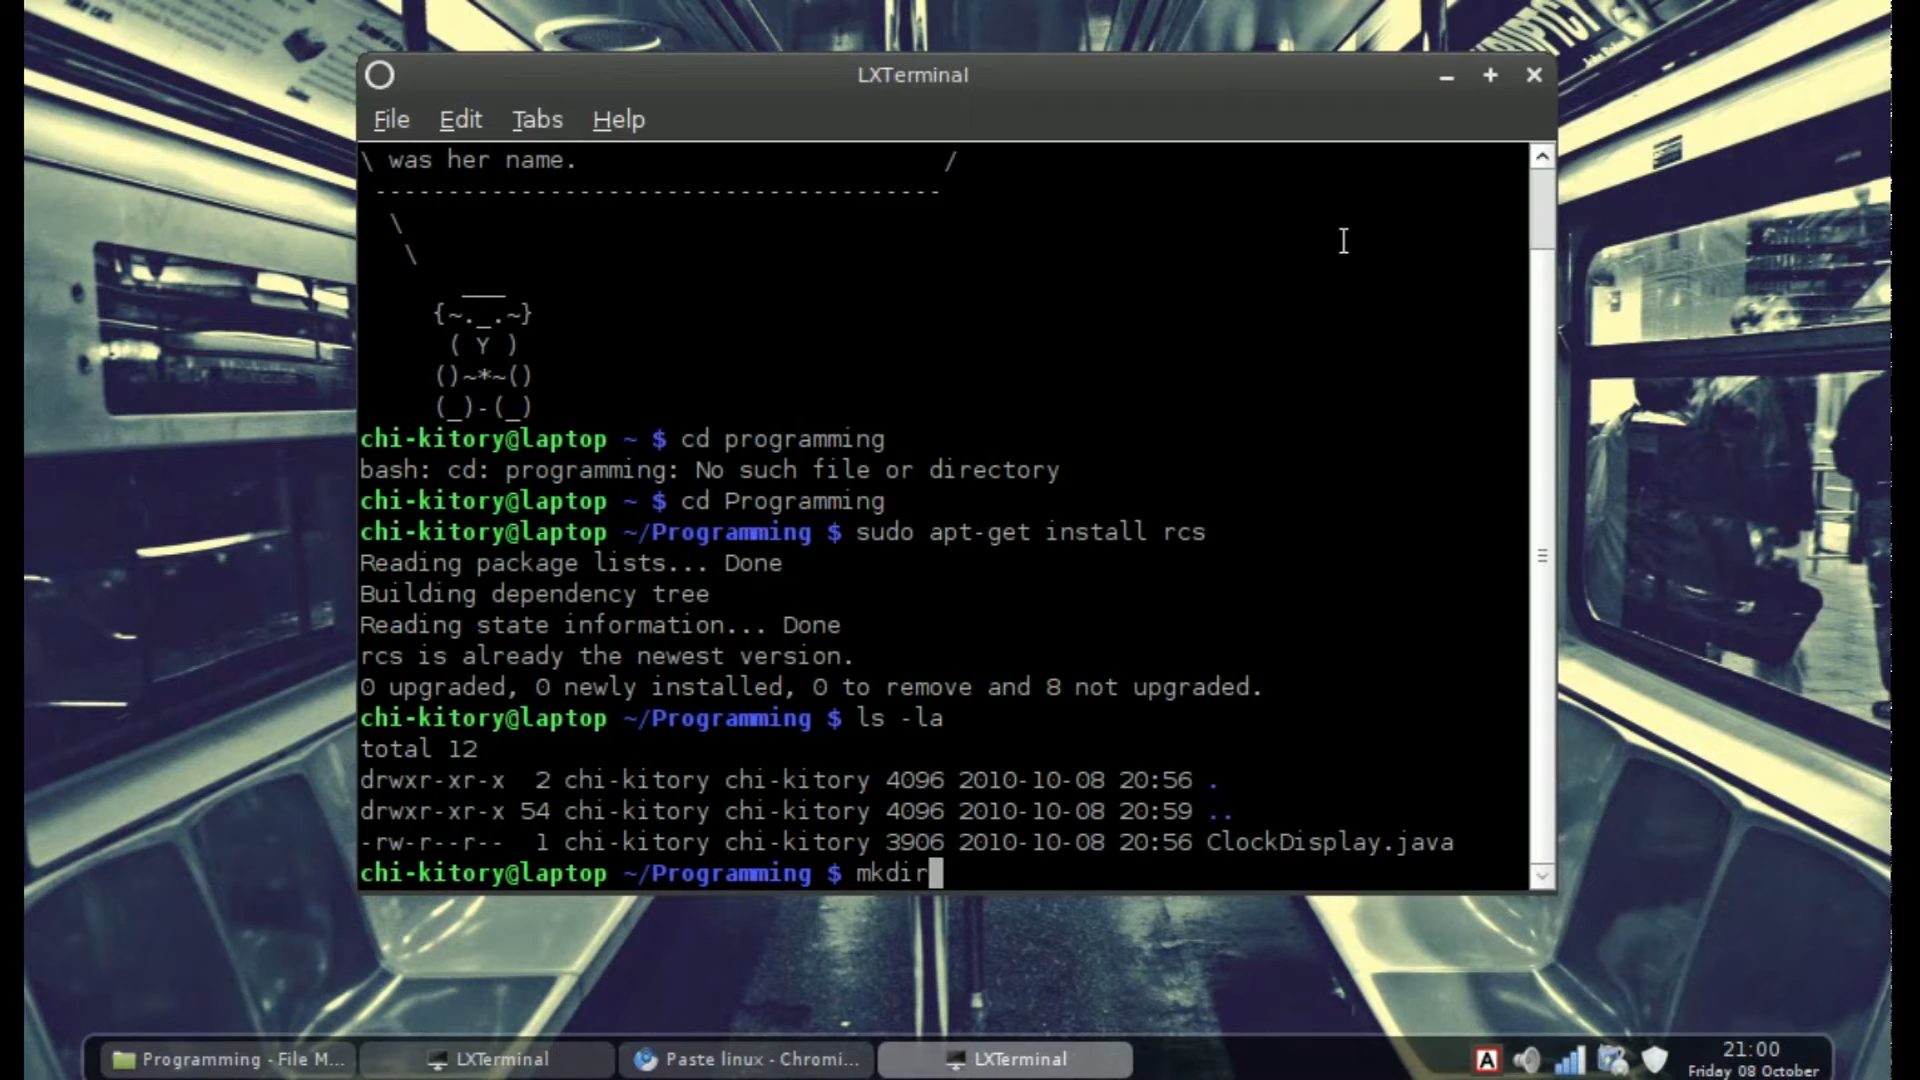 LXTerminal
File Edit Tabs Help
\ was her name. /
---------------------------------------
\
\
___
{~._.~}
( Y )
()~*~()
(_)-(_)
chi-kitory@laptop ~ $ cd programming
bash: cd: programming: No such file or directory
chi-kitory@laptop ~ $ cd Programming
chi-kitory@laptop ~/Programming $ sudo apt-get install rcs
Reading package lists... Done
Building dependency tree
Reading state information... Done
rcs is already the newest version.
0 upgraded, 0 newly installed, 0 to remove and 8 not upgraded.
chi-kitory@laptop ~/Programming $ ls -la
total 12
drwxr-xr-x 2 chi-kitory chi-kitory 4096 2010-10-08 20:56 .
drwxr-xr-x 54 chi-kitory chi-kitory 4096 2010-10-08 20:59 ..
-rw-r--r-- 1 chi-kitory chi-kitory 3906 2010-10-08 20:56 ClockDisplay.java
chi-kitory@laptop ~/Programming $ mkdir
Programming - File M... LXTerminal Paste linux - Chromi... LXTerminal A 21:00
Friday 08 October